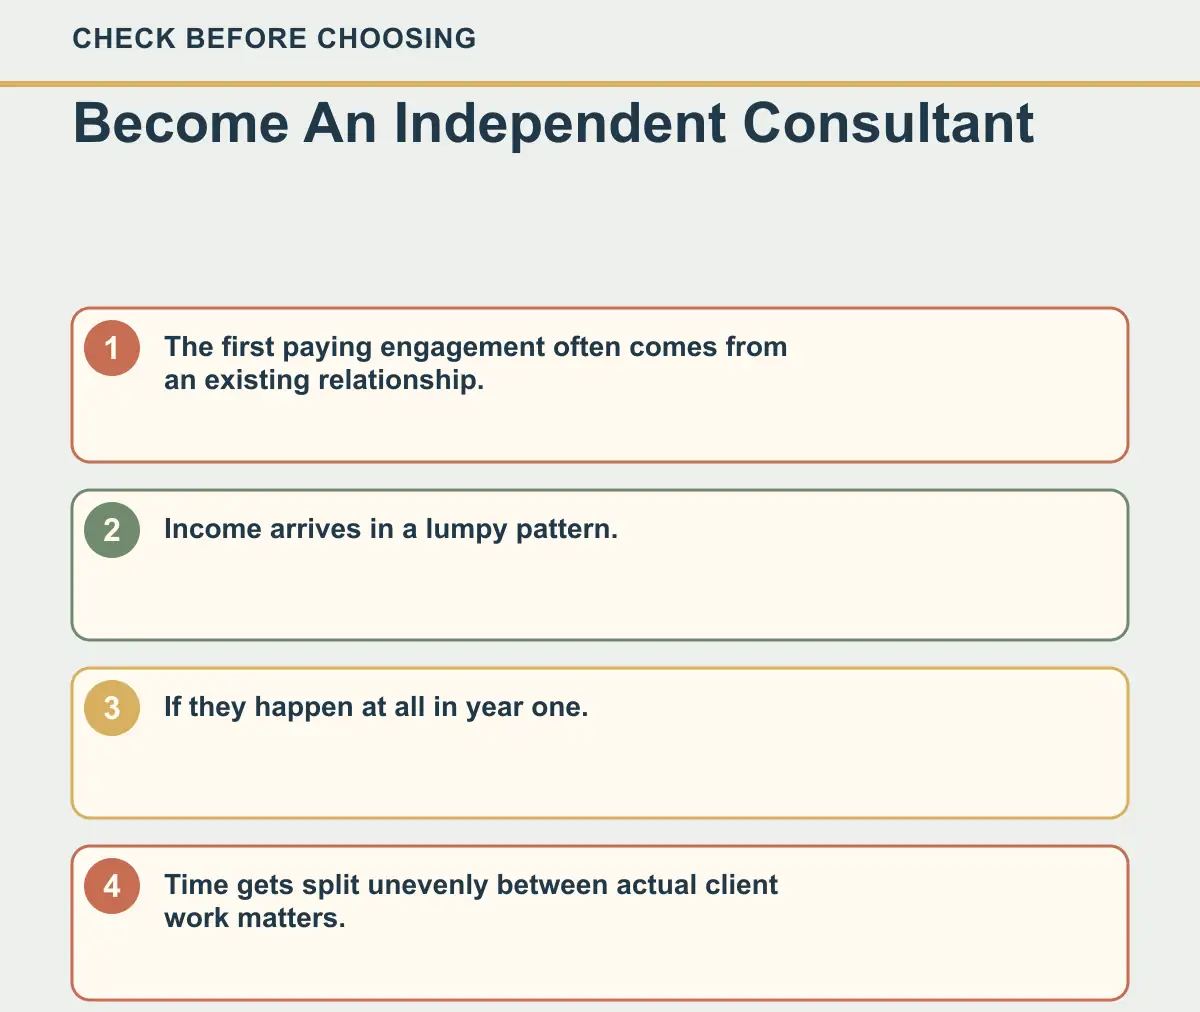 CHECK BEFORE CHOOSING
Become An Independent Consultant
1
The first paying engagement often comes from
an existing relationship.
2
Income arrives in a lumpy pattern.
3
If they happen at all in year one.
4
Time gets split unevenly between actual client
work matters.